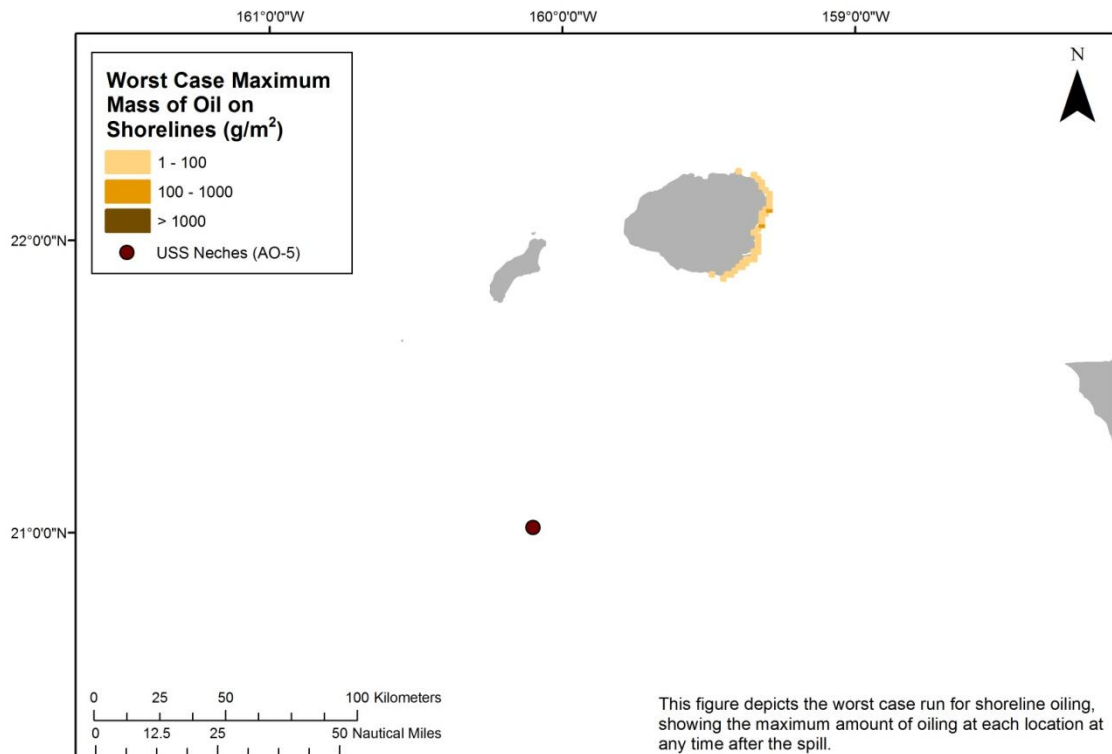 161°0'0"W 160°0'0"W 159°0'0"W
N
Worst Case Maximum
Mass of Oil on
Shorelines (g/m²)
1 - 100
100 - 1000
> 1000
USS Neches (AO-5)
22°0'0"N
21°0'0"N
0 25 50 100 Kilometers
0 12.5 25 50 Nautical Miles
This figure depicts the worst case run for shoreline oiling,
showing the maximum amount of oiling at each location at
any time after the spill.